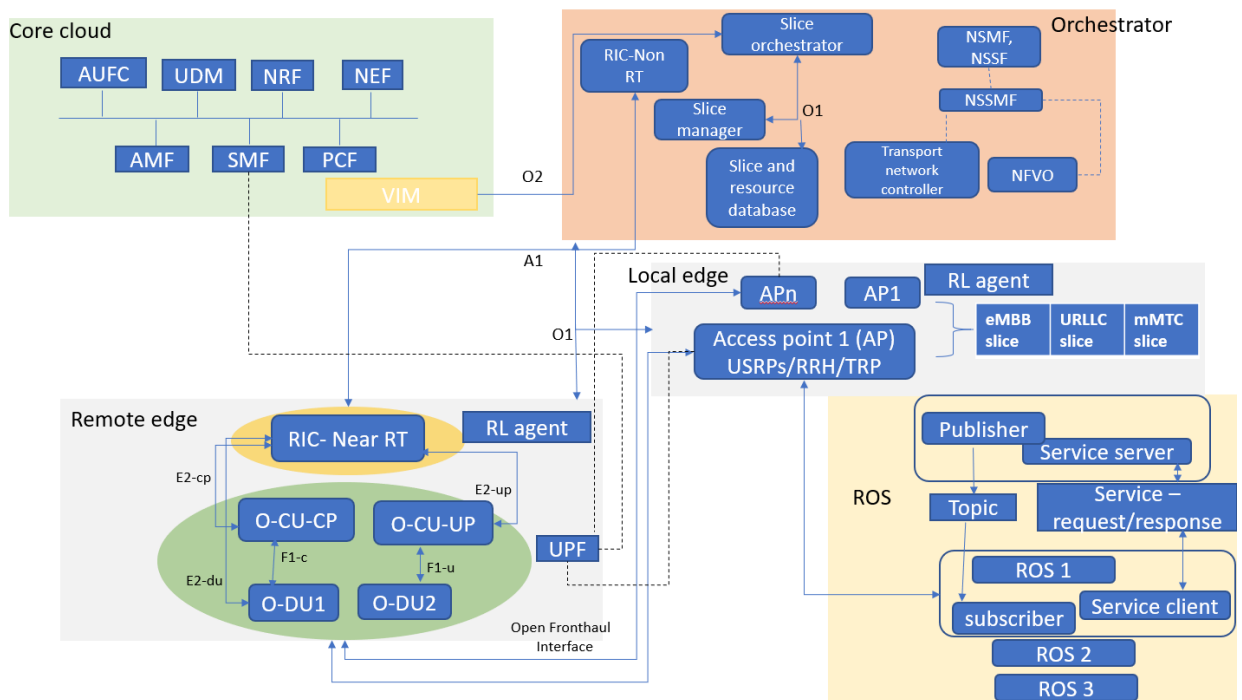 Core cloud
AUFC
UDM
NRF
NEF
AMF
SMF
PCF
VIM
O2
Orchestrator
Slice
orchestrator
RIC-Non
RT
Slice
manager
O1
Slice and
resource
database
NSMF,
NSSF
NSSMF
Transport
network
controller
NFVO
A1
O1
Local edge
APn
AP1
RL agent
Access point 1 (AP)
USRPs/RRH/TRP
eMBB
slice
URLLC
slice
mMTC
slice
Remote edge
RIC- Near RT
RL agent
E2-cp
E2-up
O-CU-CP
O-CU-UP
F1-c
F1-u
E2-du
O-DU1
O-DU2
UPF
Open Fronthaul
Interface
ROS
Publisher
Service server
Topic
Service –
request/response
ROS 1
subscriber
Service client
ROS 2
ROS 3